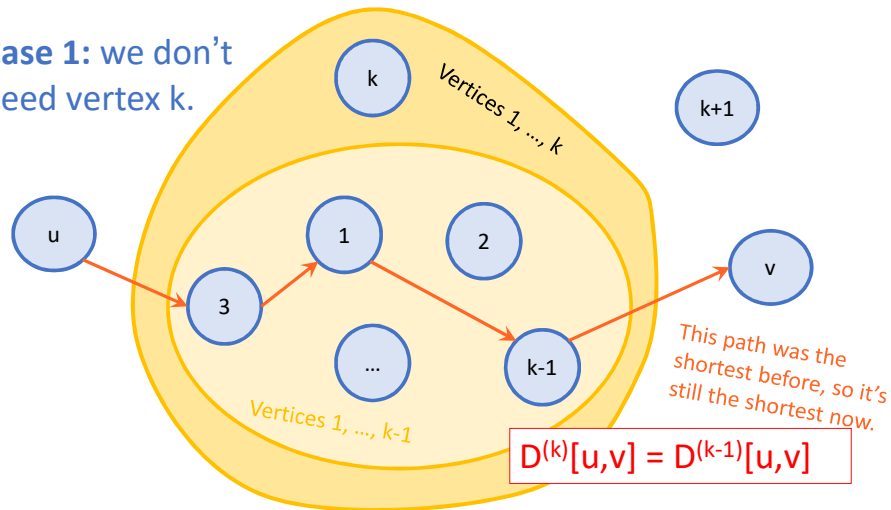 ase 1: we don't
eed vertex k.
k
Vertices 1, ..., k
k+1
u
1
2
3
v
...
k-1
This path was the
shortest before, so it's
still the shortest now.
Vertices 1, ..., k-1
D(k)[u,v] = D(k-1)[u,v]